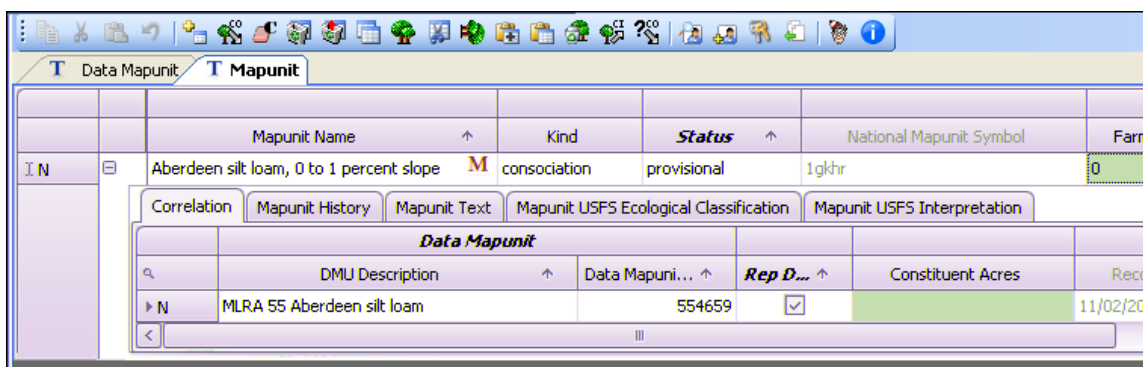 T Data Mapunit T Mapunit
Mapunit Name Kind Status National Mapunit Symbol Farm
N Aberdeen silt loam, 0 to 1 percent slope M consociation provisional 1gkhr 0
Correlation Mapunit History Mapunit Text Mapunit USFS Ecological Classification Mapunit USFS Interpretation
Data Mapunit
DMU Description Data Mapuni... Rep D... Constituent Acres Reco
N MLRA 55 Aberdeen silt loam 554659 11/02/20